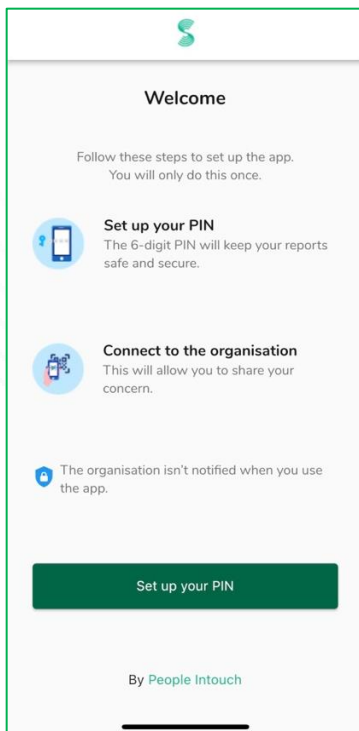 Welcome
Follow these steps to set up the app.
You will only do this once.
Set up your PIN
The 6-digit PIN will keep your reports
safe and secure.
Connect to the organisation
This will allow you to share your
concern.
The organisation isn't notified when you use
the app.
Set up your PIN
By People Intouch